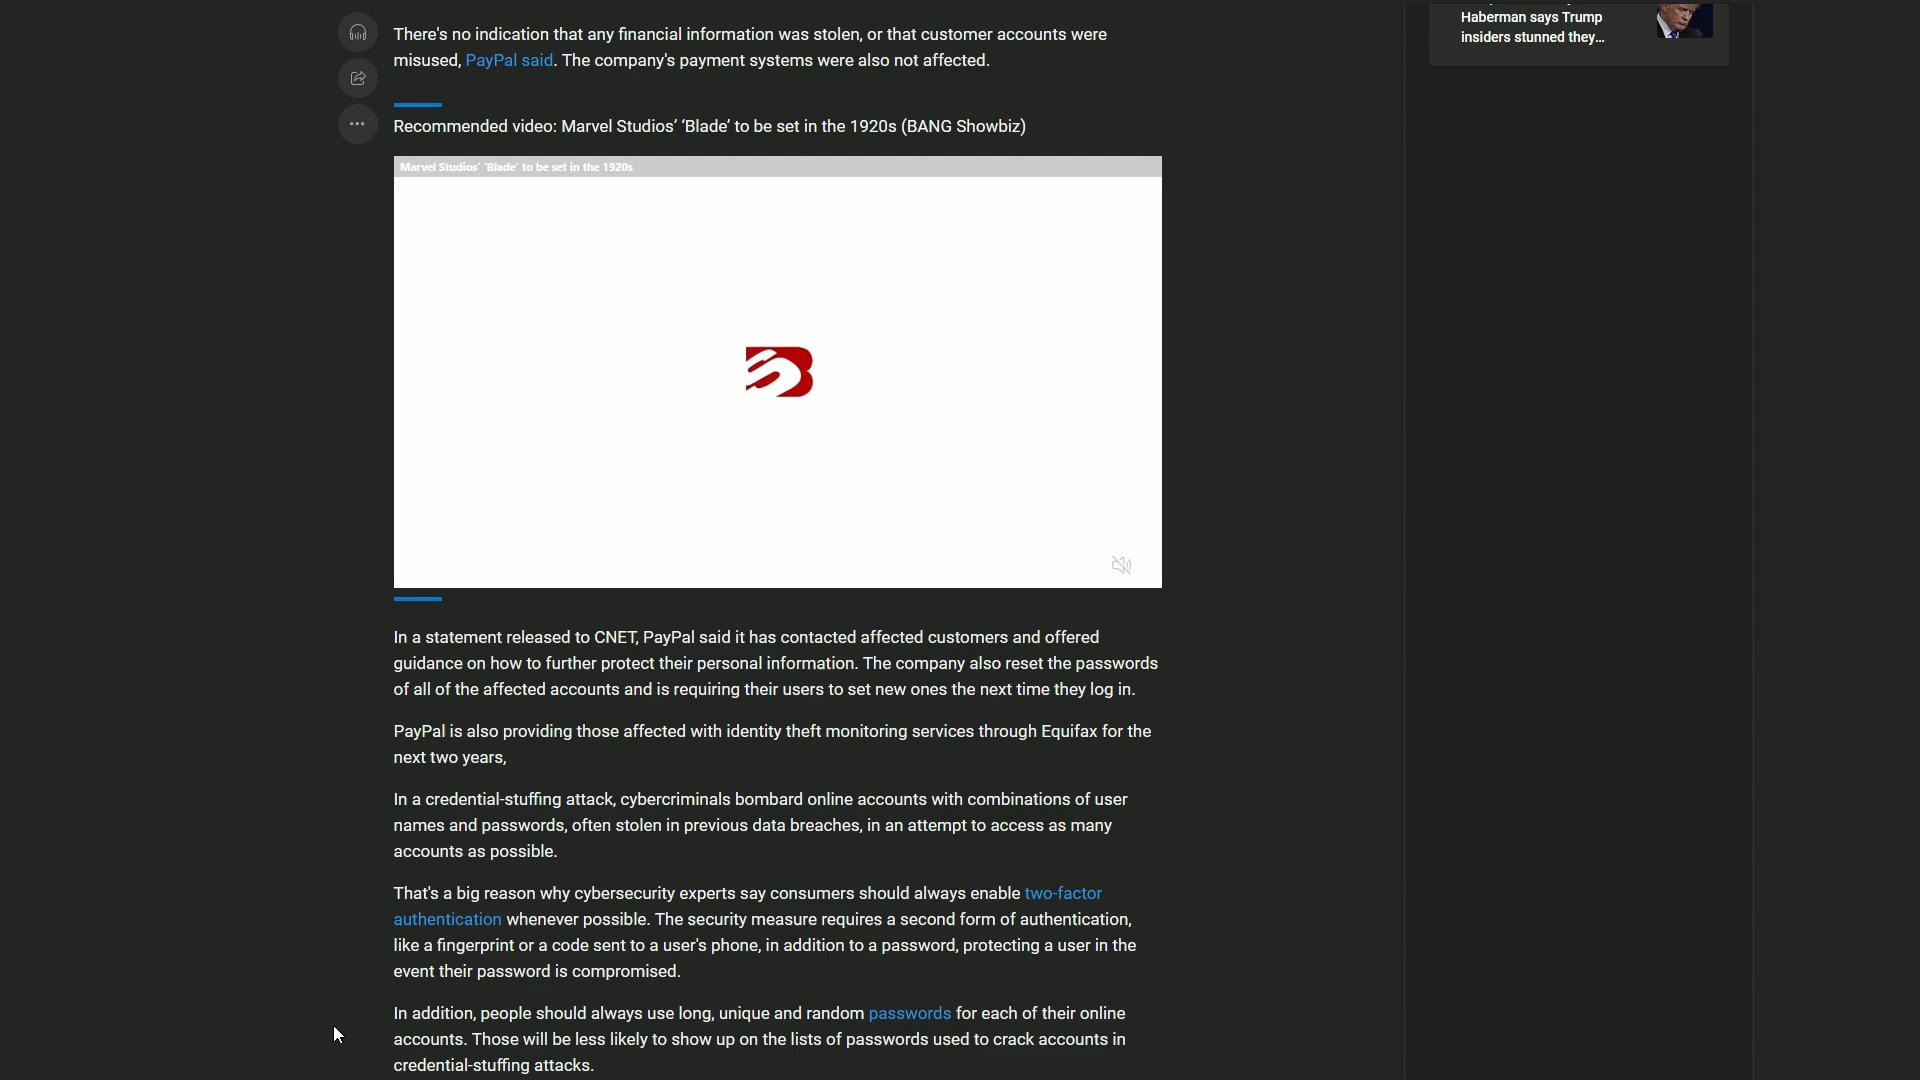 There's no indication that any financial information was stolen, or that customer accounts were
misused, PayPal said. The company's payment systems were also not affected.
Recommended video: Marvel Studios’ ‘Blade’ to be set in the 1920s (BANG Showbiz)
Marvel Studios’ ‘Blade’ to be set in the 1920s
In a statement released to CNET, PayPal said it has contacted affected customers and offered
guidance on how to further protect their personal information. The company also reset the passwords
of all of the affected accounts and is requiring their users to set new ones the next time they log in.
PayPal is also providing those affected with identity theft monitoring services through Equifax for the
next two years,
In a credential-stuffing attack, cybercriminals bombard online accounts with combinations of user
names and passwords, often stolen in previous data breaches, in an attempt to access as many
accounts as possible.
That's a big reason why cybersecurity experts say consumers should always enable two-factor
authentication whenever possible. The security measure requires a second form of authentication,
like a fingerprint or a code sent to a user's phone, in addition to a password, protecting a user in the
event their password is compromised.
In addition, people should always use long, unique and random passwords for each of their online
accounts. Those will be less likely to show up on the lists of passwords used to crack accounts in
credential-stuffing attacks.
Haberman says Trump
insiders stunned they...